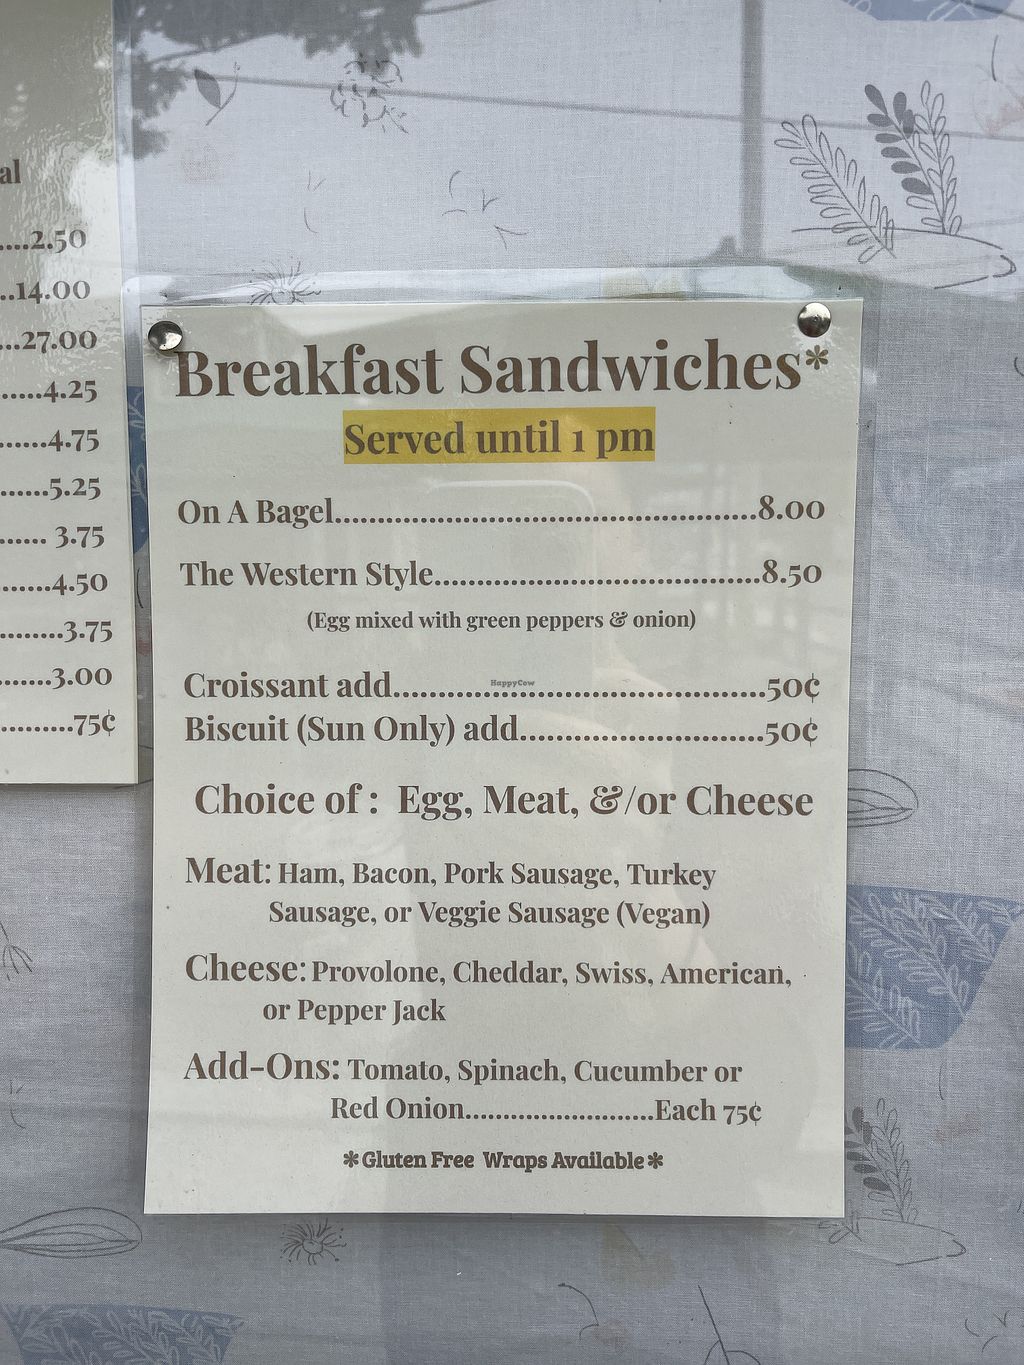 al
....2.50
..14.00
...27.00
.....4.25
......4.75
......5.25
...... 3.75
......4.50
........3.75
.......3.00
.........75¢
Breakfast Sandwiches*
Served until 1 pm
On A Bagel..................................................8.00
The Western Style.......................................8.50
(Egg mixed with green peppers & onion)
Croissant add............................................50¢
Biscuit (Sun Only) add.............................50¢
Choice of : Egg, Meat, &/or Cheese
Meat: Ham, Bacon, Pork Sausage, Turkey
Sausage, or Veggie Sausage (Vegan)
Cheese: Provolone, Cheddar, Swiss, American,
or Pepper Jack
Add-Ons: Tomato, Spinach, Cucumber or
Red Onion..........................Each 75¢
*Gluten Free Wraps Available*
HappyCow